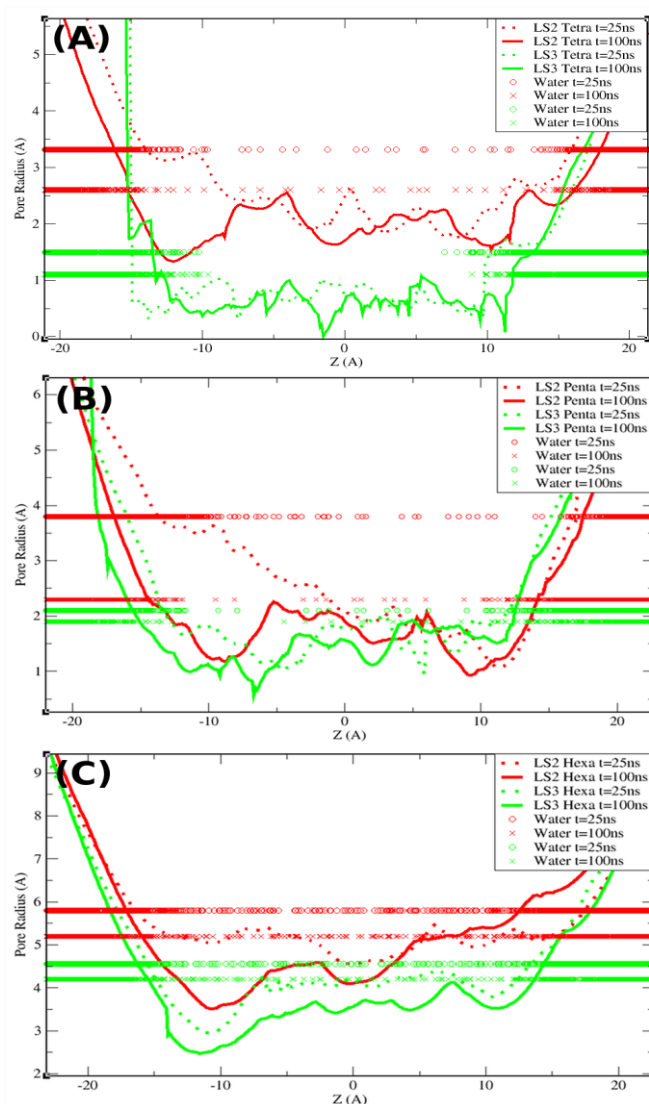 (A)
LS2 Tetra t=25ns
LS2 Tetra t=100ns
LS3 Tetra t=25ns
LS3 Tetra t=100ns
Water t=25ns
Water t=100ns
Water t=25ns
Water t=100ns
Pore Radius (A)
5
4
3
2
1
0
-20 -10 0 10 20
Z (A)
(B)
LS2 Penta t=25ns
LS2 Penta t=100ns
LS3 Penta t=25ns
LS3 Penta t=100ns
Water t=25ns
Water t=100ns
Water t=25ns
Water t=100ns
Pore Radius (A)
6
5
4
3
2
1
-20 -10 0 10 20
Z (A)
(C)
LS2 Hexa t=25ns
LS2 Hexa t=100ns
LS3 Hexa t=25ns
LS3 Hexa t=100ns
Water t=25ns
Water t=100ns
Water t=25ns
Water t=100ns
Pore Radius (A)
9
8
7
6
5
4
3
2
-20 -10 0 10 20
Z (A)